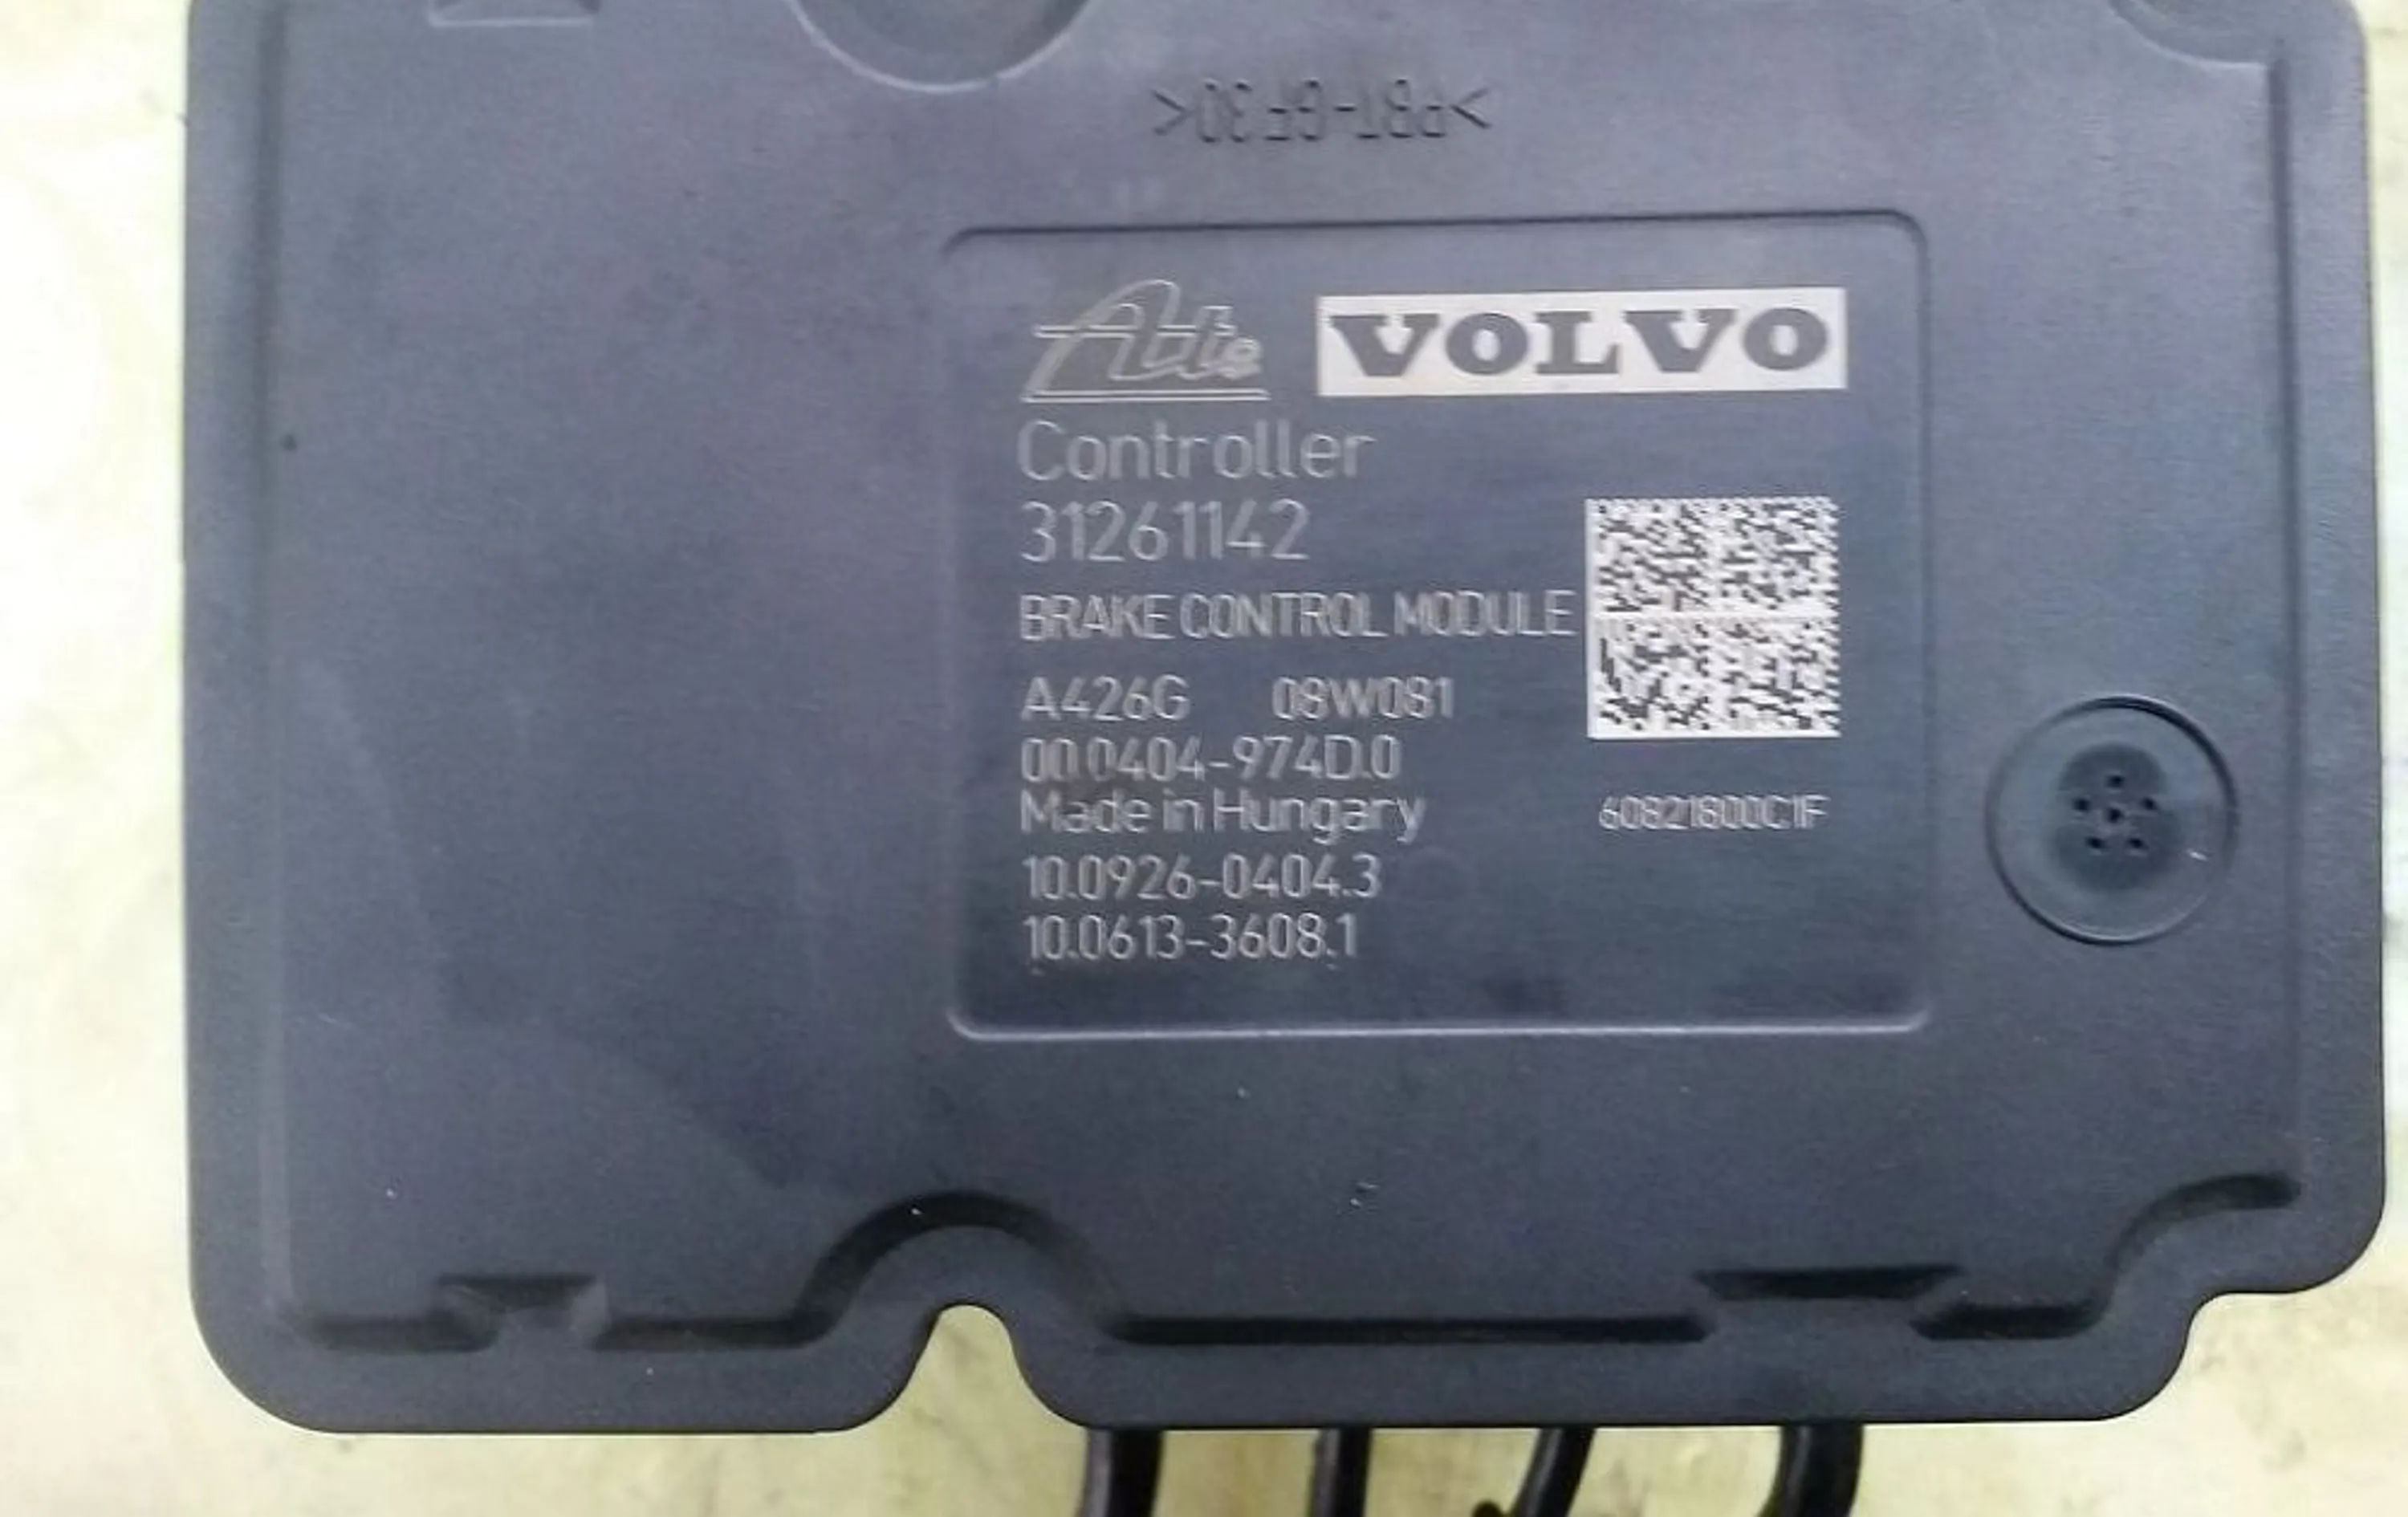 >PBT-GF30<
Ate VOLVO
Controller
31261142
BRAKE CONTROL MODULE
A426G 08W081
00.0404-974D.0
Made in Hungary
60821800C1F
10.0926-0404.3
10.0613-3608.1